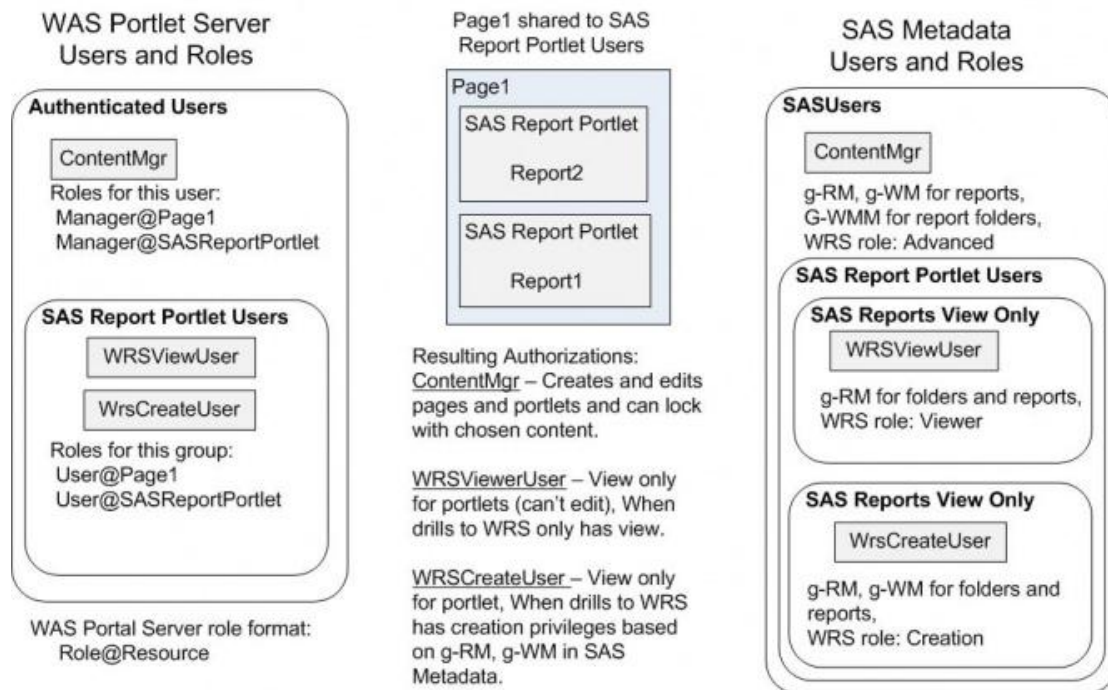 WAS Portlet Server
Users and Roles
Authenticated Users
ContentMgr
Roles for this user:
Manager@Page1
Manager@SASReportPortlet
SAS Report Portlet Users
WRSViewUser
WrsCreateUser
Roles for this group:
User@Page1
User@SASReportPortlet
WAS Portal Server role format:
Role@Resource
Page1 shared to SAS
Report Portlet Users
Page1
SAS Report Portlet
Report2
SAS Report Portlet
Report1
Resulting Authorizations:
ContentMgr – Creates and edits
pages and portlets and can lock
with chosen content.
WRSViewerUser – View only
for portlets (can't edit), When
drills to WRS only has view.
WRSCreateUser – View only
for portlet, When drills to WRS
has creation privileges based
on g-RM, g-WM in SAS
Metadata.
SAS Metadata
Users and Roles
SASUsers
ContentMgr
g-RM, g-WM for reports,
G-WMM for report folders,
WRS role: Advanced
SAS Report Portlet Users
SAS Reports View Only
WRSViewUser
g-RM for folders and reports,
WRS role: Viewer
SAS Reports View Only
WrsCreateUser
g-RM, g-WM for folders and
reports,
WRS role: Creation